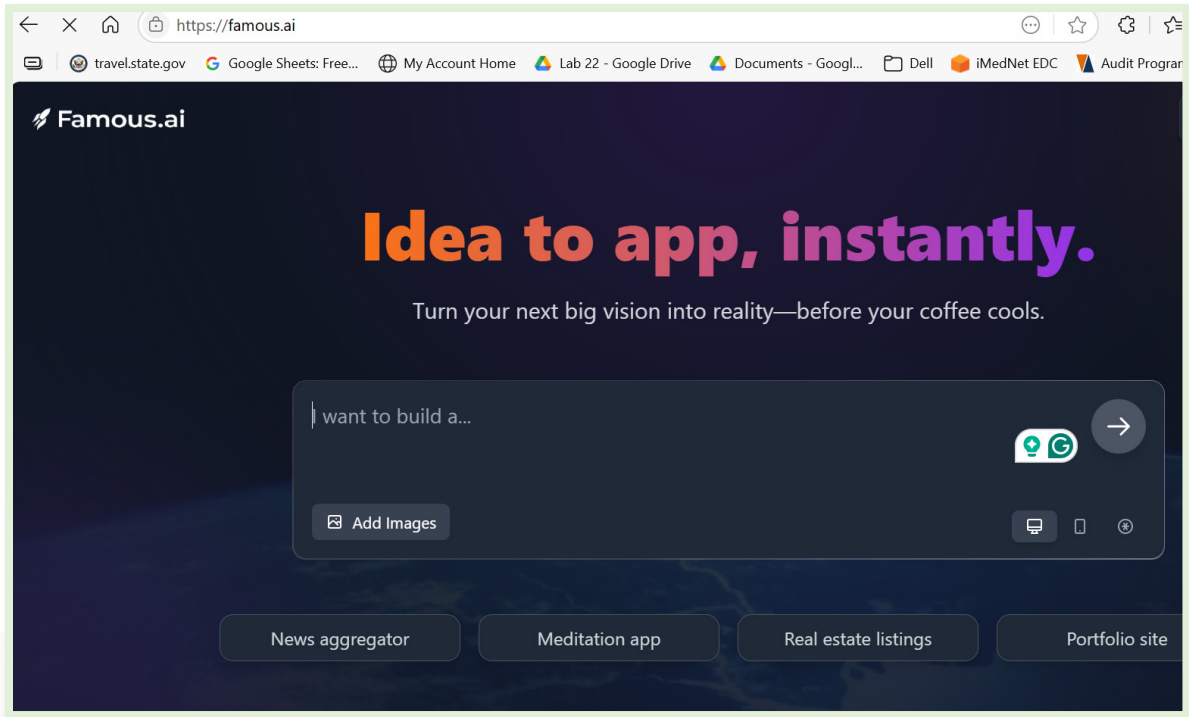 https://famous.ai
travel.state.gov Google Sheets: Free... My Account Home Lab 22 - Google Drive Documents - Googl... Dell iMedNet EDC Audit Progran
Famous.ai
Idea to app, instantly.
Turn your next big vision into reality—before your coffee cools.
I want to build a...
Add Images
News aggregator Meditation app Real estate listings Portfolio site